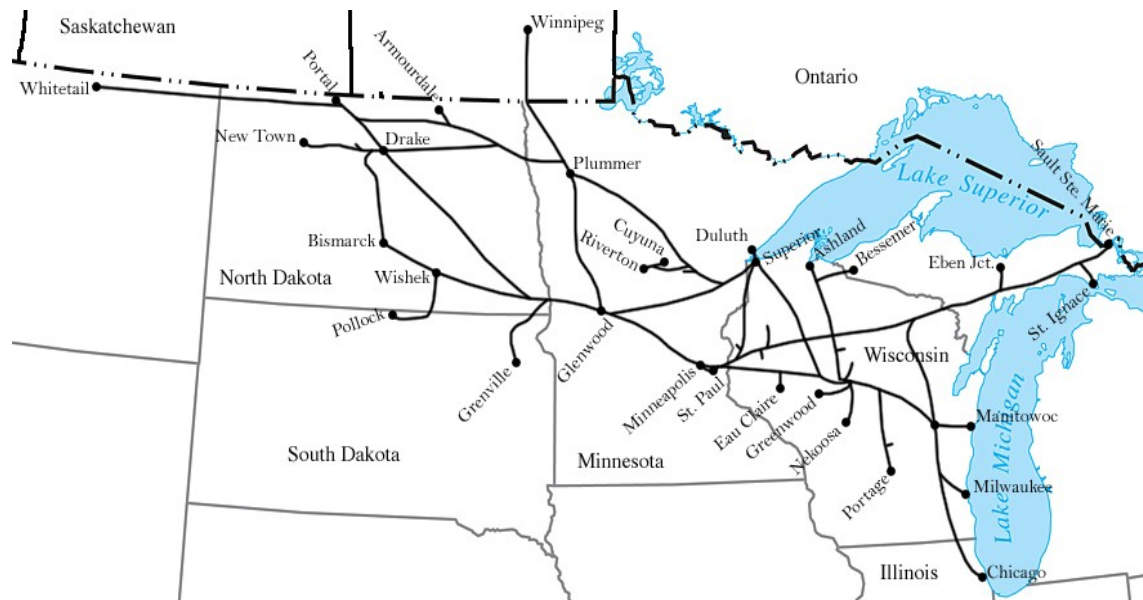 Saskatchewan
Winnipeg
Armourdale
Portal
Whitetail
Ontario
New Town
Drake
Plummer
Sault Ste. Marie
Lake Superior
Bismarck
Cuyuna
Riverton
Duluth
Superior
Ashland
Bessemer
Eben Jct.
North Dakota
Wishek
Pollock
St. Ignace
Glenwood
Wisconsin
Grenville
Minneapolis
St. Paul
Eau Claire
Greenwood
Nekoosa
Manitowoc
South Dakota
Minnesota
Portage
Lake Michigan
Milwaukee
Illinois
Chicago